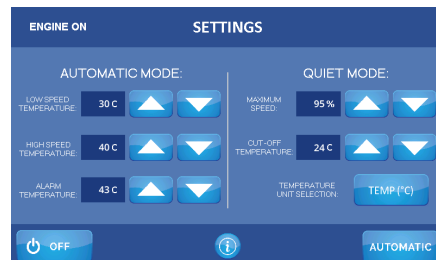 ENGINE ON
SETTINGS
AUTOMATIC MODE:
LOW SPEED
TEMPERATURE:
30 C
HIGH SPEED
TEMPERATURE:
40 C
ALARM
TEMPERATURE:
43 C
QUIET MODE:
MAXIMUM
SPEED:
95 %
CUT-OFF
TEMPERATURE:
24 C
TEMPERATURE
UNIT SELECTION:
TEMP (°C)
OFF
i
AUTOMATIC